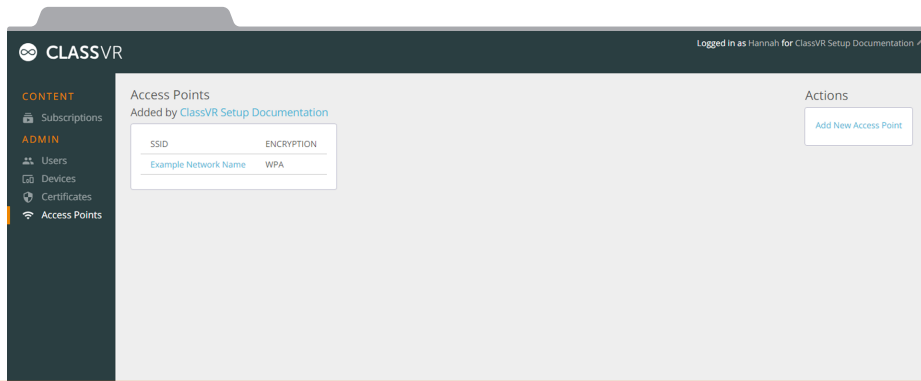 CLASSVR
Logged in as Hannah for ClassVR Setup Documentation
CONTENT
Subscriptions
ADMIN
Users
Devices
Certificates
Access Points
Access Points
Added by ClassVR Setup Documentation
SSID ENCRYPTION
Example Network Name WPA
Actions
Add New Access Point